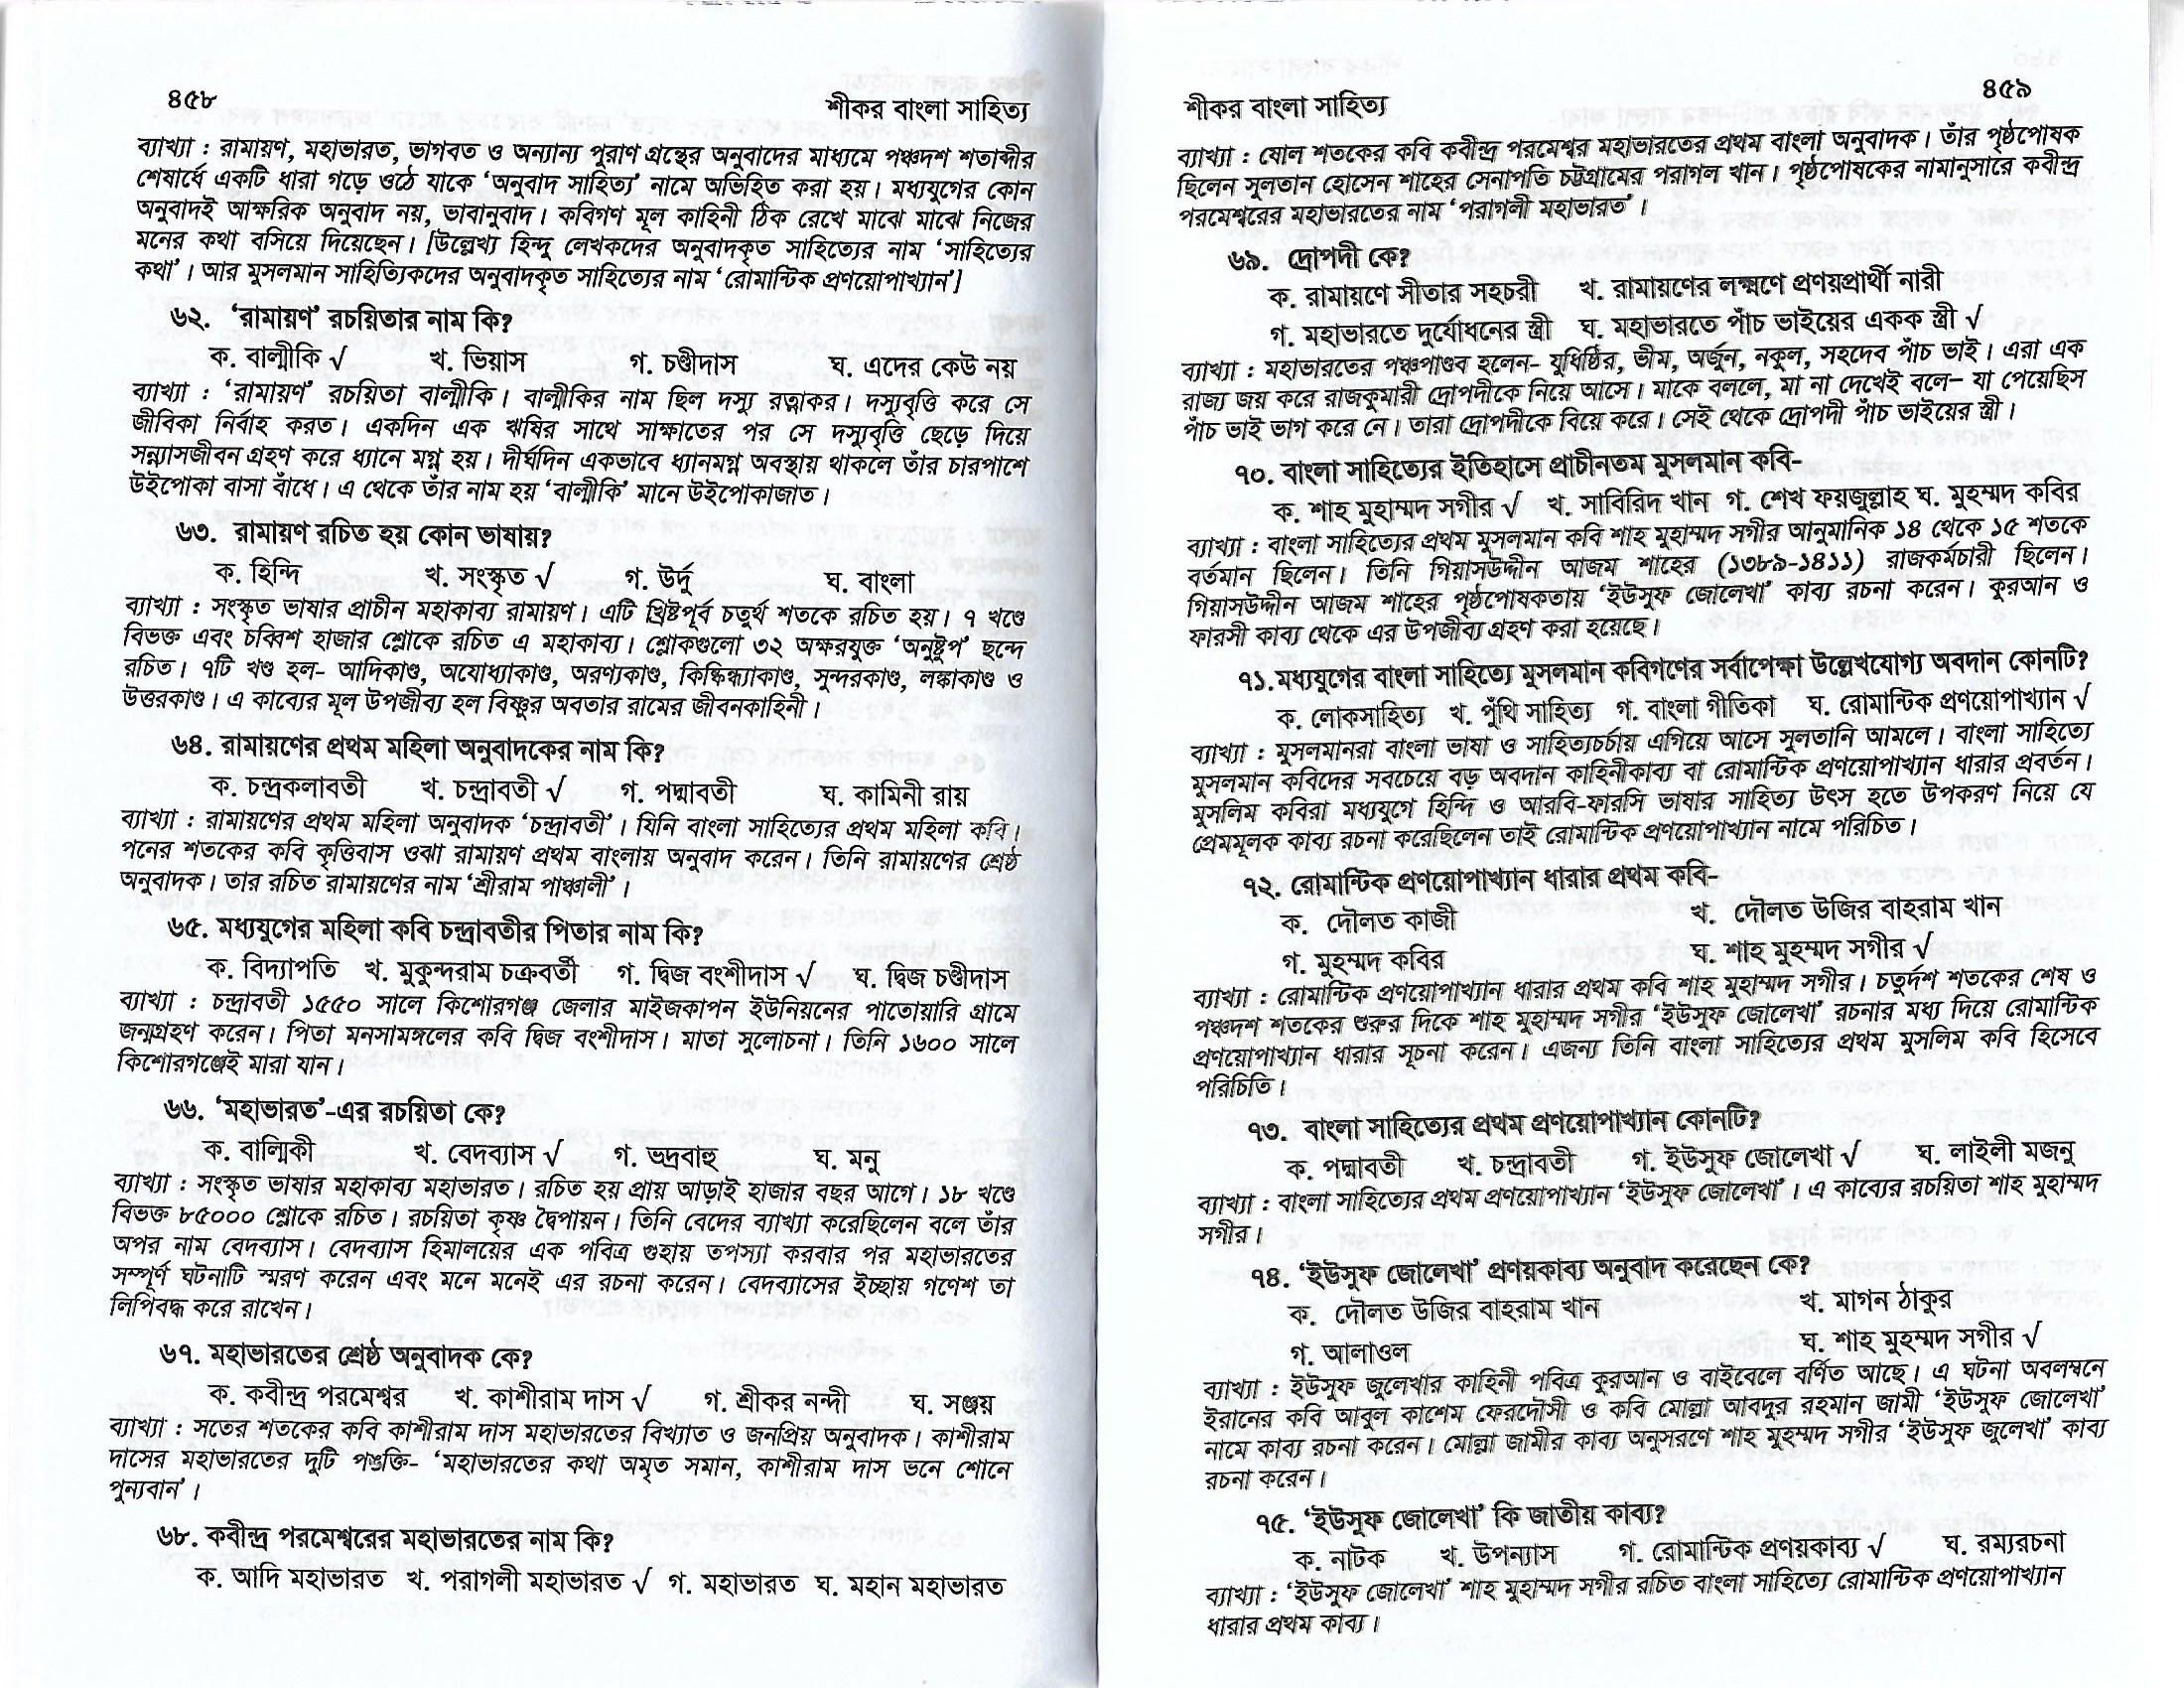 ৪৫৮
শীকর বাংলা সাহিত্য
ব্যাখ্যা : রামায়ণ, মহাভারত, ভাগবত ও অন্যান্য পুরাণ গ্রন্থের অনুবাদের মাধ্যমে পঞ্চদশ শতাব্দীর
শেষার্ধে একটি ধারা গড়ে ওঠে যাকে ‘অনুবাদ সাহিত্য’ নামে অভিহিত করা হয়। মধ্যযুগের কোন
অনুবাদই আক্ষরিক অনুবাদ নয়, ভাবানুবাদ। কবিগণ মূল কাহিনী ঠিক রেখে মাঝে মাঝে নিজের
মনের কথা বসিয়ে দিয়েছেন। [উল্লেখ্য হিন্দু লেখকদের অনুবাদকৃত সাহিত্যের নাম ‘সাহিত্যের
কথা’। আর মুসলমান সাহিত্যিকদের অনুবাদকৃত সাহিত্যের নাম ‘রোমান্টিক প্রণয়োপাখ্যান’]
৬২. ‘রামায়ণ’ রচয়িতার নাম কি?
ক. বাল্মীকি √ খ. ভিয়াস গ. চণ্ডীদাস ঘ. এদের কেউ নয়
ব্যাখ্যা : ‘রামায়ণ’ রচয়িতা বাল্মীকি। বাল্মীকির নাম ছিল দস্যু রত্নাকর। দস্যুবৃত্তি করে সে
জীবিকা নির্বাহ করত। একদিন এক ঋষির সাথে সাক্ষাতের পর সে দস্যুবৃত্তি ছেড়ে দিয়ে
সন্ন্যাসজীবন গ্রহণ করে ধ্যানে মগ্ন হয়। দীর্ঘদিন একভাবে ধ্যানমগ্ন অবস্থায় থাকলে তাঁর চারপাশে
উইপোকা বাসা বাঁধে। এ থেকে তাঁর নাম হয় ‘বাল্মীকি’ মানে উইপোকাজাত।
৬৩. রামায়ণ রচিত হয় কোন ভাষায়?
ক. হিন্দি খ. সংস্কৃত √ গ. উর্দু ঘ. বাংলা
ব্যাখ্যা : সংস্কৃত ভাষার প্রাচীন মহাকাব্য রামায়ণ। এটি খ্রিষ্টপূর্ব চতুর্থ শতকে রচিত হয়। ৭ খণ্ডে
বিভক্ত এবং চব্বিশ হাজার শ্লোকে রচিত এ মহাকাব্য। শ্লোকগুলো ৩২ অক্ষরযুক্ত ‘অনুষ্টুপ’ ছন্দে
রচিত। ৭টি খণ্ড হল- আদিকাণ্ড, অযোধ্যাকাণ্ড, অরণ্যকাণ্ড, কিষ্কিন্ধ্যাকাণ্ড, সুন্দরকাণ্ড, লঙ্কাকাণ্ড ও
উত্তরকাণ্ড। এ কাব্যের মূল উপজীব্য হল বিষ্ণুর অবতার রামের জীবনকাহিনী।
৬৪. রামায়ণের প্রথম মহিলা অনুবাদকের নাম কি?
ক. চন্দ্রকলাবতী খ. চন্দ্রাবতী √ গ. পদ্মাবতী ঘ. কামিনী রায়
ব্যাখ্যা : রামায়ণের প্রথম মহিলা অনুবাদক ‘চন্দ্রাবতী’। যিনি বাংলা সাহিত্যের প্রথম মহিলা কবি।
পনের শতকের কবি কৃত্তিবাস ওঝা রামায়ণ প্রথম বাংলায় অনুবাদ করেন। তিনি রামায়ণের শ্রেষ্ঠ
অনুবাদক। তার রচিত রামায়ণের নাম ‘শ্রীরাম পাঞ্চালী’।
৬৫. মধ্যযুগের মহিলা কবি চন্দ্রাবতীর পিতার নাম কি?
ক. বিদ্যাপতি খ. মুকুন্দরাম চক্রবর্তী গ. দ্বিজ বংশীদাস √ ঘ. দ্বিজ চণ্ডীদাস
ব্যাখ্যা : চন্দ্রাবতী ১৫৫০ সালে কিশোরগঞ্জ জেলার মাইজকাপন ইউনিয়নের পাতোয়ারি গ্রামে
জন্মগ্রহণ করেন। পিতা মনসামঙ্গলের কবি দ্বিজ বংশীদাস। মাতা সুলোচনা। তিনি ১৬০০ সালে
কিশোরগঞ্জেই মারা যান।
৬৬. ‘মহাভারত’-এর রচয়িতা কে?
ক. বাল্মিকী খ. বেদব্যাস √ গ. ভদ্রবাহু ঘ. মনু
ব্যাখ্যা : সংস্কৃত ভাষার মহাকাব্য মহাভারত। রচিত হয় প্রায় আড়াই হাজার বছর আগে। ১৮ খণ্ডে
বিভক্ত ৮৫০০০ শ্লোকে রচিত। রচয়িতা কৃষ্ণ দ্বৈপায়ন। তিনি বেদের ব্যাখ্যা করেছিলেন বলে তাঁর
অপর নাম বেদব্যাস। বেদব্যাস হিমালয়ের এক পবিত্র গুহায় তপস্যা করবার পর মহাভারতের
সম্পূর্ণ ঘটনাটি স্মরণ করেন এবং মনে মনেই এর রচনা করেন। বেদব্যাসের ইচ্ছায় গণেশ তা
লিপিবদ্ধ করে রাখেন।
৬৭. মহাভারতের শ্রেষ্ঠ অনুবাদক কে?
ক. কবীন্দ্র পরমেশ্বর খ. কাশীরাম দাস √ গ. শ্রীকর নন্দী ঘ. সঞ্জয়
ব্যাখ্যা : সতের শতকের কবি কাশীরাম দাস মহাভারতের বিখ্যাত ও জনপ্রিয় অনুবাদক। কাশীরাম
দাসের মহাভারতের দুটি পঙক্তি- ‘মহাভারতের কথা অমৃত সমান, কাশীরাম দাস ভনে শোনে
পুন্যবান’।
৬৮. কবীন্দ্র পরমেশ্বরের মহাভারতের নাম কি?
ক. আদি মহাভারত খ. পরাগলী মহাভারত √ গ. মহাভারত ঘ. মহান মহাভারত
শীকর বাংলা সাহিত্য
৪৫৯
ব্যাখ্যা : ষোল শতকের কবি কবীন্দ্র পরমেশ্বর মহাভারতের প্রথম বাংলা অনুবাদক। তাঁর পৃষ্ঠপোষক
ছিলেন সুলতান হোসেন শাহের সেনাপতি চট্টগ্রামের পরাগল খান। পৃষ্ঠপোষকের নামানুসারে কবীন্দ্র
পরমেশ্বরের মহাভারতের নাম ‘পরাগলী মহাভারত’।
৬৯. দ্রোপদী কে?
ক. রামায়ণে সীতার সহচরী খ. রামায়ণের লক্ষ্মণে প্রণয়প্রার্থী নারী
গ. মহাভারতে দুর্যোধনের স্ত্রী ঘ. মহাভারতে পাঁচ ভাইয়ের একক স্ত্রী √
ব্যাখ্যা : মহাভারতের পঞ্চপাণ্ডব হলেন- যুধিষ্ঠির, ভীম, অর্জুন, নকুল, সহদেব পাঁচ ভাই। এরা এক
রাজ্য জয় করে রাজকুমারী দ্রোপদীকে নিয়ে আসে। মাকে বললে, মা না দেখেই বলে– যা পেয়েছিস
পাঁচ ভাই ভাগ করে নে। তারা দ্রোপদীকে বিয়ে করে। সেই থেকে দ্রোপদী পাঁচ ভাইয়ের স্ত্রী।
৭০. বাংলা সাহিত্যের ইতিহাসে প্রাচীনতম মুসলমান কবি-
ক. শাহ মুহাম্মদ সগীর √ খ. সাবিরিদ খান গ. শেখ ফয়জুল্লাহ ঘ. মুহম্মদ কবির
ব্যাখ্যা : বাংলা সাহিত্যের প্রথম মুসলমান কবি শাহ মুহাম্মদ সগীর আনুমানিক ১৪ থেকে ১৫ শতকে
বর্তমান ছিলেন। তিনি গিয়াসউদ্দীন আজম শাহের (১৩৮৯-১৪১১) রাজকর্মচারী ছিলেন।
গিয়াসউদ্দীন আজম শাহের পৃষ্ঠপোষকতায় ‘ইউসুফ জোলেখা’ কাব্য রচনা করেন। কুরআন ও
ফারসী কাব্য থেকে এর উপজীব্য গ্রহণ করা হয়েছে।
৭১.মধ্যযুগের বাংলা সাহিত্যে মুসলমান কবিগণের সর্বাপেক্ষা উল্লেখযোগ্য অবদান কোনটি?
ক. লোকসাহিত্য খ. পুঁথি সাহিত্য গ. বাংলা গীতিকা ঘ. রোমান্টিক প্রণয়োপাখ্যান √
ব্যাখ্যা : মুসলমানরা বাংলা ভাষা ও সাহিত্যচর্চায় এগিয়ে আসে সুলতানি আমলে। বাংলা সাহিত্যে
মুসলমান কবিদের সবচেয়ে বড় অবদান কাহিনীকাব্য বা রোমান্টিক প্রণয়োপাখ্যান ধারার প্রবর্তন।
মুসলিম কবিরা মধ্যযুগে হিন্দি ও আরবি-ফারসি ভাষার সাহিত্য উৎস হতে উপকরণ নিয়ে যে
প্রেমমূলক কাব্য রচনা করেছিলেন তাই রোমান্টিক প্রণয়োপাখ্যান নামে পরিচিত।
৭২. রোমান্টিক প্রণয়োপাখ্যান ধারার প্রথম কবি-
ক. দৌলত কাজী খ. দৌলত উজির বাহরাম খান
গ. মুহম্মদ কবির ঘ. শাহ মুহম্মদ সগীর √
ব্যাখ্যা : রোমান্টিক প্রণয়োপাখ্যান ধারার প্রথম কবি শাহ মুহাম্মদ সগীর। চতুর্দশ শতকের শেষ ও
পঞ্চদশ শতকের শুরুর দিকে শাহ মুহাম্মদ সগীর ‘ইউসুফ জোলেখা’ রচনার মধ্য দিয়ে রোমান্টিক
প্রণয়োপাখ্যান ধারার সূচনা করেন। এজন্য তিনি বাংলা সাহিত্যের প্রথম মুসলিম কবি হিসেবে
পরিচিতি।
৭৩. বাংলা সাহিত্যের প্রথম প্রণয়োপাখ্যান কোনটি?
ক. পদ্মাবতী খ. চন্দ্রাবতী গ. ইউসুফ জোলেখা √ ঘ. লাইলী মজনু
ব্যাখ্যা : বাংলা সাহিত্যের প্রথম প্রণয়োপাখ্যান ‘ইউসুফ জোলেখা’। এ কাব্যের রচয়িতা শাহ মুহাম্মদ
সগীর।
৭৪. ‘ইউসুফ জোলেখা’ প্রণয়কাব্য অনুবাদ করেছেন কে?
ক. দৌলত উজির বাহরাম খান খ. মাগন ঠাকুর
গ. আলাওল ঘ. শাহ মুহম্মদ সগীর √
ব্যাখ্যা : ইউসুফ জুলেখার কাহিনী পবিত্র কুরআন ও বাইবেলে বর্ণিত আছে। এ ঘটনা অবলম্বনে
ইরানের কবি আবুল কাশেম ফেরদৌসী ও কবি মোল্লা আবদুর রহমান জামী ‘ইউসুফ জোলেখা’
নামে কাব্য রচনা করেন। মোল্লা জামীর কাব্য অনুসরণে শাহ মুহম্মদ সগীর ‘ইউসুফ জুলেখা’ কাব্য
রচনা করেন।
৭৫. ‘ইউসুফ জোলেখা’ কি জাতীয় কাব্য?
ক. নাটক খ. উপন্যাস গ. রোমান্টিক প্রণয়কাব্য √ ঘ. রম্যরচনা
ব্যাখ্যা : ‘ইউসুফ জোলেখা’ শাহ মুহাম্মদ সগীর রচিত বাংলা সাহিত্যে রোমান্টিক প্রণয়োপাখ্যান
ধারার প্রথম কাব্য।